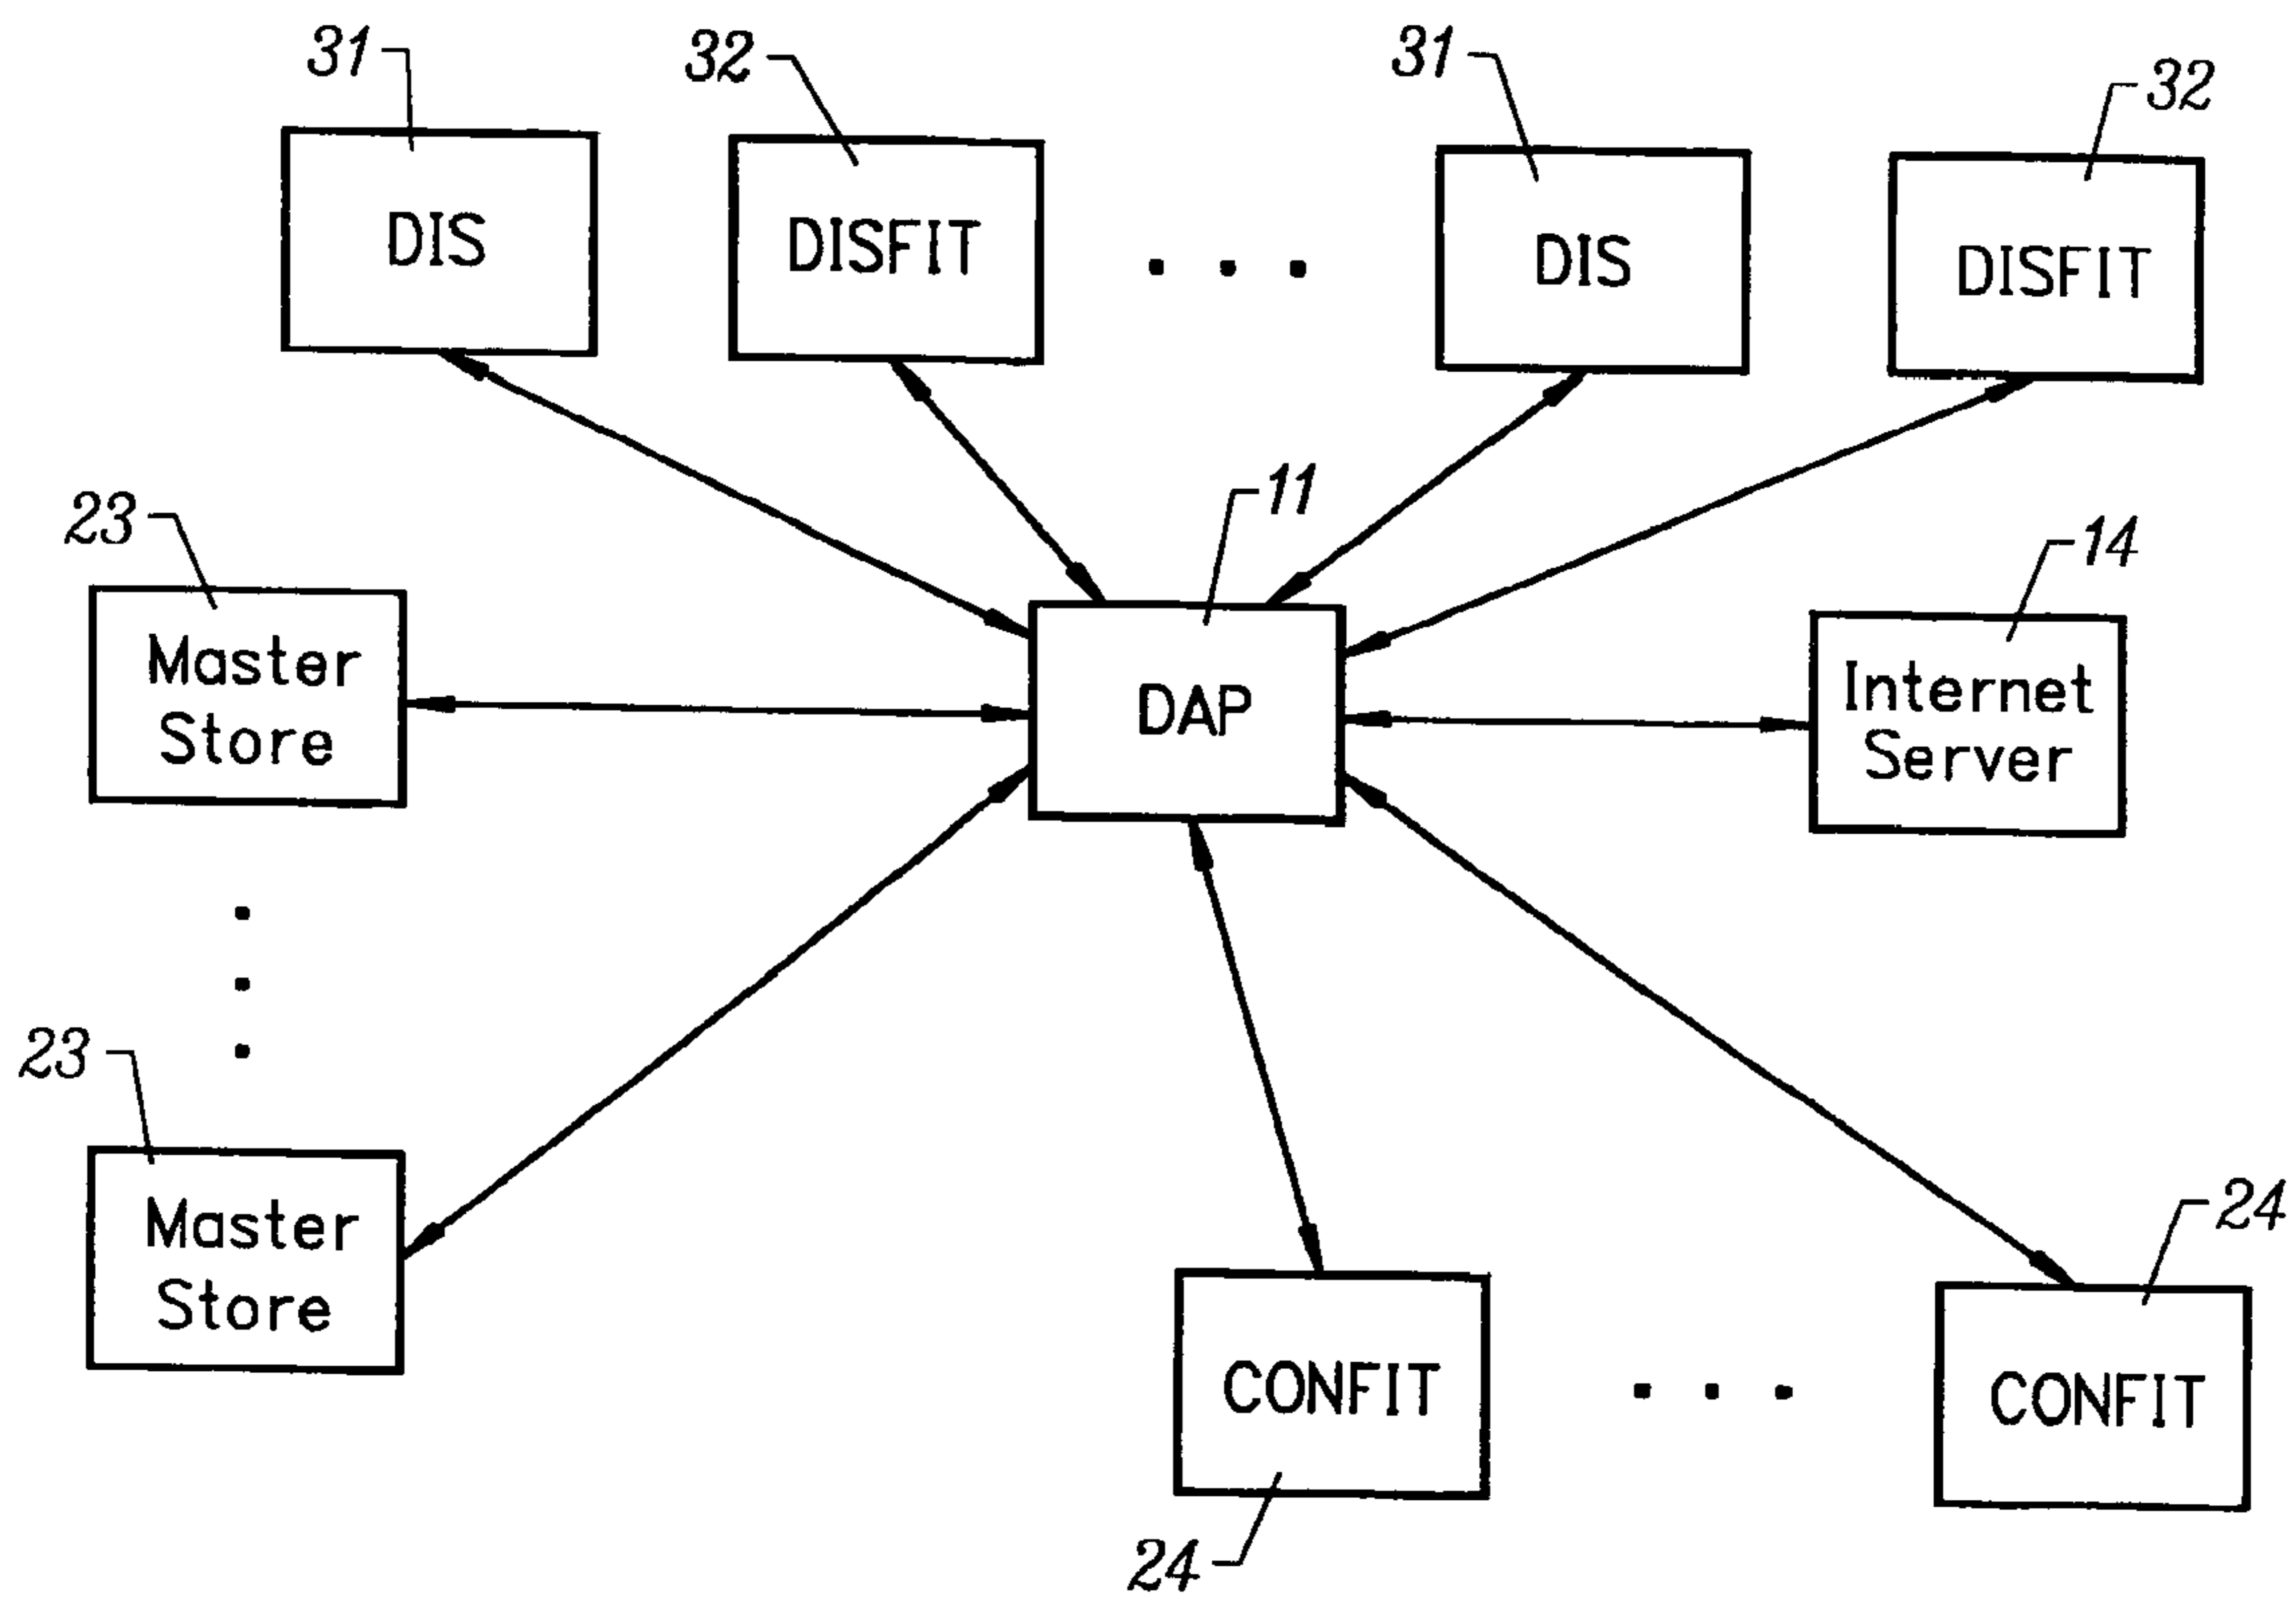 31
32
31
32
DIS
DISFIT
DIS
DISFIT
23
11
14
Master
Store
DAP
Internet
Server
23
Master
Store
24
CONFIT
CONFIT
24